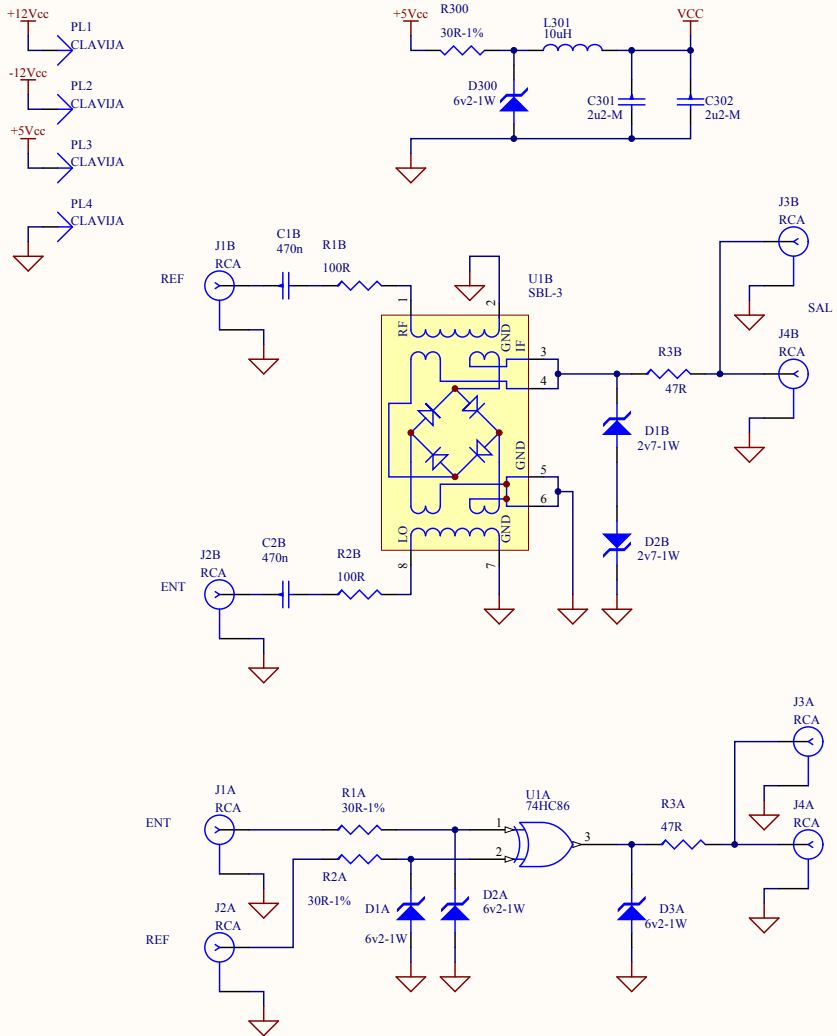 +12Vcc
PL1
CLAVIJA
-12Vcc
PL2
CLAVIJA
+5Vcc
PL3
CLAVIJA
PL4
CLAVIJA
+5Vcc
R300
30R-1%
L301
10uH
VCC
D300
6v2-1W
C301
2u2-M
C302
2u2-M
REF
J1B
RCA
C1B
470n
R1B
100R
U1B
SBL-3
1
2
RF
GND
IF
3
4
GND
5
6
LO
GND
8
7
R3B
47R
J3B
RCA
SAL
J4B
RCA
D1B
2v7-1W
D2B
2v7-1W
ENT
J2B
RCA
C2B
470n
R2B
100R
ENT
J1A
RCA
R1A
30R-1%
REF
J2A
RCA
R2A
30R-1%
D1A
6v2-1W
D2A
6v2-1W
U1A
74HC86
1
2
3
R3A
47R
D3A
6v2-1W
J3A
RCA
J4A
RCA